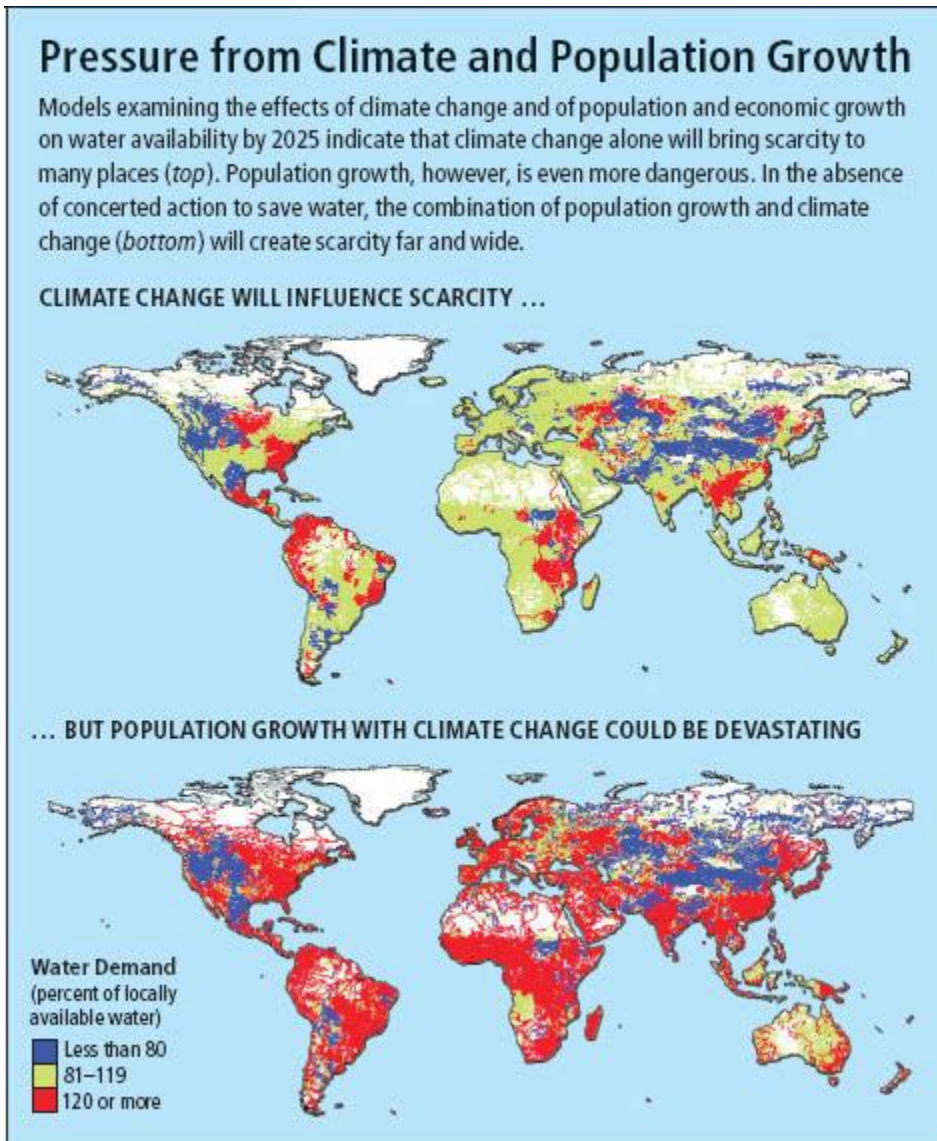 Pressure from Climate and Population Growth
Models examining the effects of climate change and of population and economic growth
on water availability by 2025 indicate that climate change alone will bring scarcity to
many places (top). Population growth, however, is even more dangerous. In the absence
of concerted action to save water, the combination of population growth and climate
change (bottom) will create scarcity far and wide.
CLIMATE CHANGE WILL INFLUENCE SCARCITY ...
... BUT POPULATION GROWTH WITH CLIMATE CHANGE COULD BE DEVASTATING
Water Demand
(percent of locally
available water)
Less than 80
81–119
120 or more